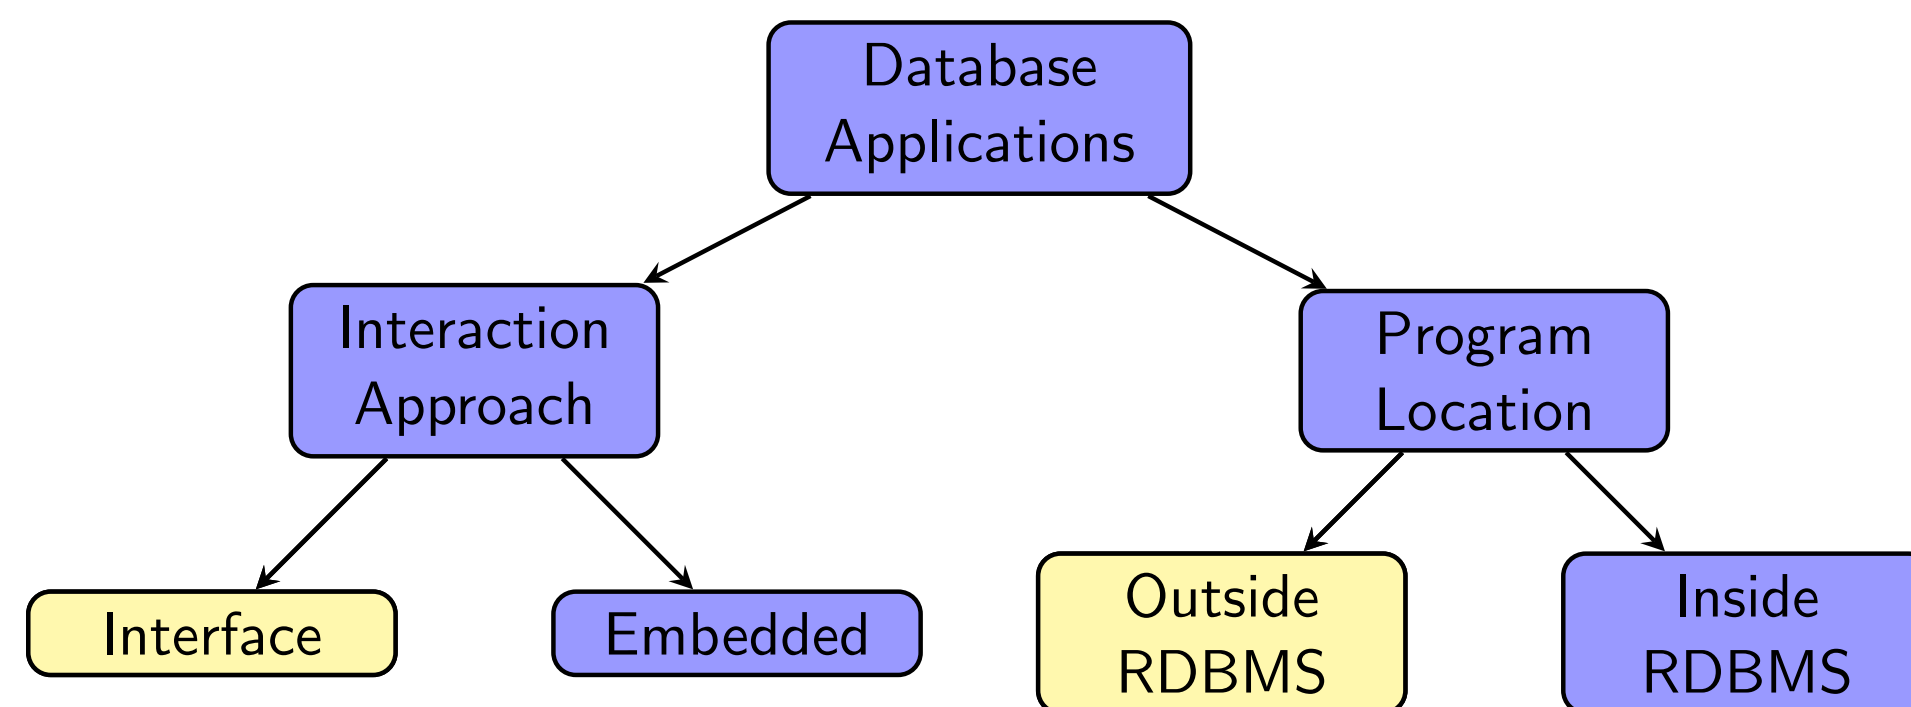 Database
Applications
Interaction
Approach
Program
Location
Interface
Embedded
Outside
RDBMS
Inside
RDBMS